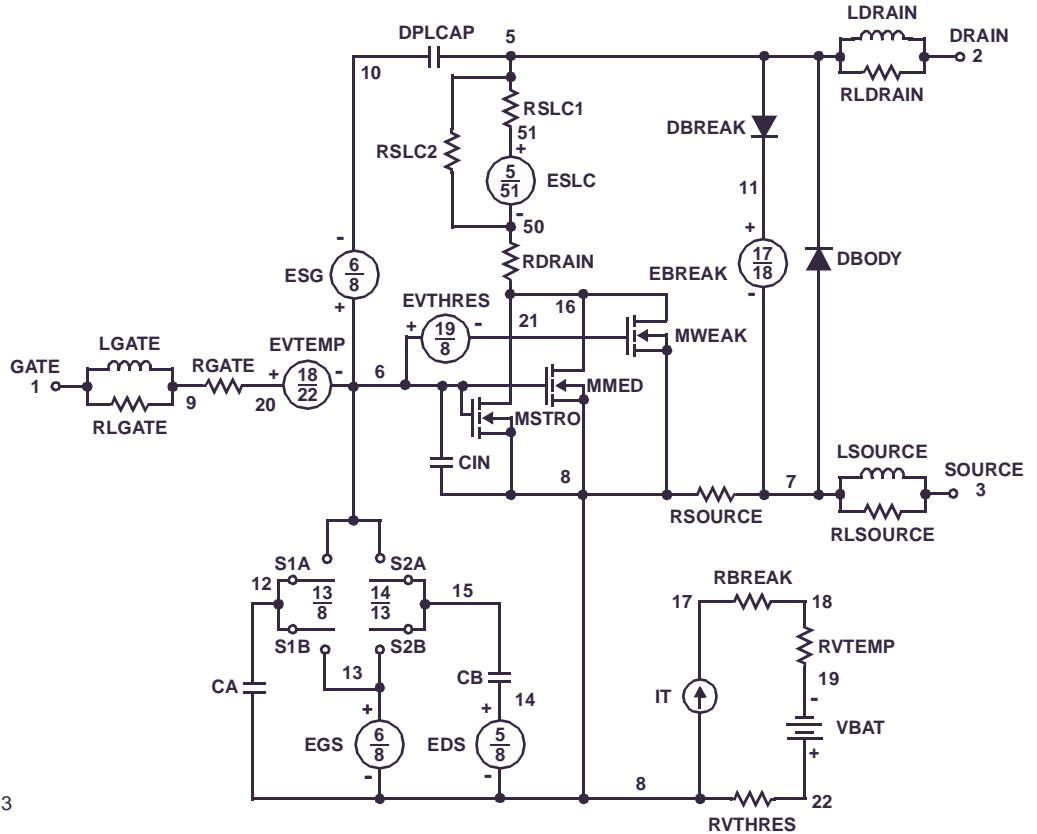 LDRAIN
DPLCAP 5 DRAIN
2
10
RLDRAIN
RSLC1
DBREAK
51
+
RSLC2
5
51
ESLC
11
-
50
+
-
17
18
RDRAIN
DBODY
6
8
ESG
EBREAK
-
+
EVTHRES
16
21
+ 19
8
-
MWEAK
LGATE
EVTEMP
GATE
1
RGATE
+ 18
22
-
6
MMED
9
20
MSTRO
RLGATE
LSOURCE
CIN
8
7
SOURCE
3
RSOURCE
RLSOURCE
S1A
S2A
12
13
8
14
13
15
RBREAK
17
18
S1B
S2B
RVTEMP
13
CB
19
CA
14
IT
-
+
+
VBAT
EGS
6
8
EDS
5
8
+
-
-
8
22
3
RVTHRES